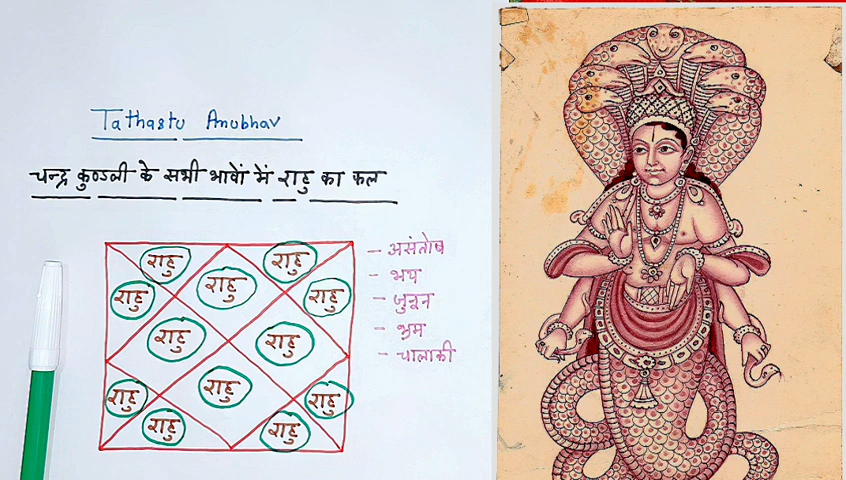 Tathastu Anubhav
चन्द्र कुण्डली के सभी भावों में राहु का फल
राहु
राहु
राहु
राहु
राहु
राहु
राहु
राहु
राहु
राहु
राहु
राहु
- असंतोष
- भय
- जुनून
- भ्रम
- चालाकी